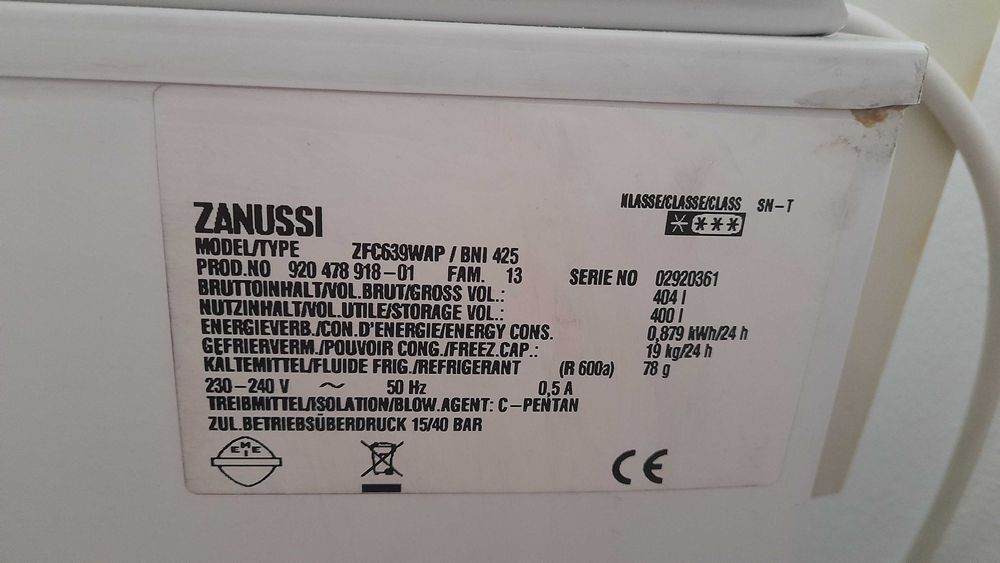 ZANUSSI
KLASSE/CLASSE/CLASS SN-T
MODEL/TYPE ZFC639WAP / BNI 425
PROD.NO 920 478 918-01 FAM. 13 SERIE NO 02920361
BRUTTOINHALT/VOL.BRUT/GROSS VOL.: 404 l
NUTZINHALT/VOL.UTILE/STORAGE VOL.: 400 l
ENERGIEVERB./CON.D'ENERGIE/ENERGY CONS. 0,879 kWh/24 h
GEFRIERVERM./POUVOIR CONG./FREEZ.CAP.: 19 kg/24 h
KALTEMITTEL/FLUIDE FRIG./REFRIGERANT (R 600a) 78 g
230-240 V ~ 50 Hz 0,5 A
TREIBMITTEL/ISOLATION/BLOW.AGENT: C-PENTAN
ZUL.BETRIEBSÜBERDRUCK 15/40 BAR
EMEI CE